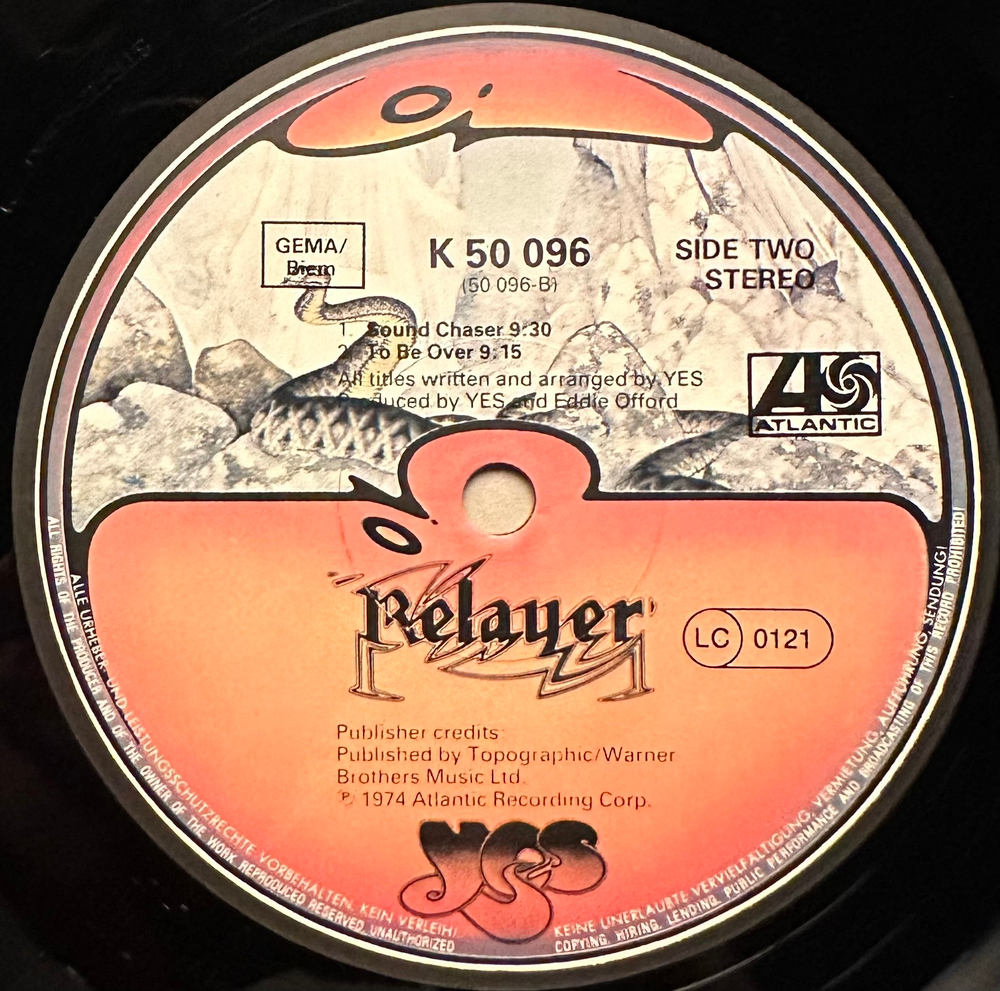 GEMA/
Biem
K 50 096
(50 096-B)
SIDE TWO
STEREO
1. Sound Chaser 9:30
2. To Be Over 9:15
All titles written and arranged by YES
Produced by YES and Eddie Offord
ATLANTIC
Relayer
LC 0121
Publisher credits
Published by Topographic/Warner
Brothers Music Ltd.
℗ 1974 Atlantic Recording Corp.
YES
ALLE URHEBER- UND LEISTUNGSSCHUTZRECHTE VORBEHALTEN. KEIN VERLEIH!
KEINE UNERLAUBTE VERVIELFÄLTIGUNG, VERMIETUNG, AUFFÜHRUNG, SENDUNG!
ALL RIGHTS OF THE PRODUCER AND OF THE OWNER OF THE WORK REPRODUCED RESERVED. UNAUTHORIZED
COPYING, HIRING, LENDING, PUBLIC PERFORMANCE AND BROADCASTING OF THIS RECORD PROHIBITED!